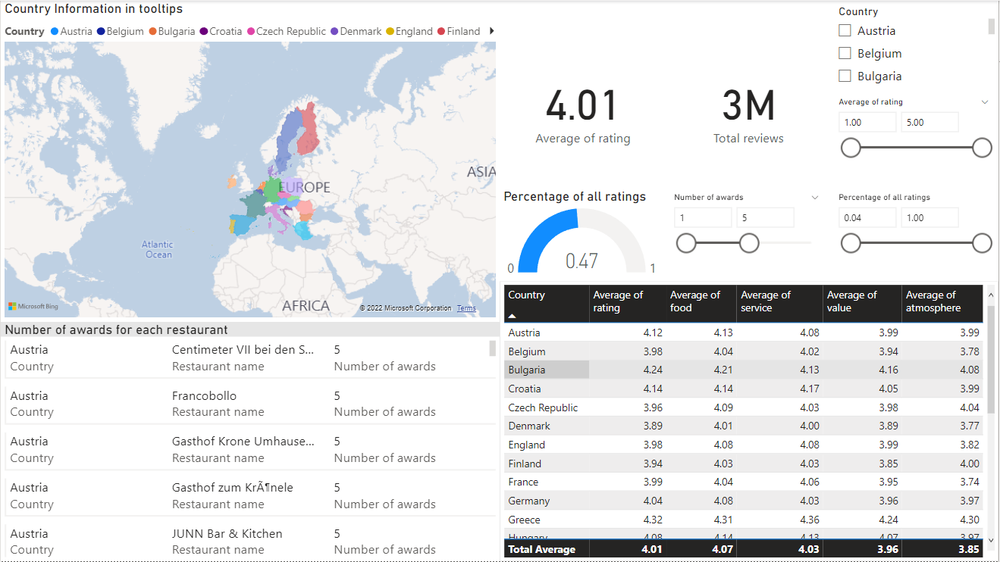 Country Information in tooltips
Country Austria Belgium Bulgaria Croatia Czech Republic Denmark England Finland
ASIA
EUROPE
Atlantic
Ocean
AFRICA
Microsoft Bing
© 2022 Microsoft Corporation Terms
4.01
Average of rating
3M
Total reviews
Country
Austria
Belgium
Bulgaria
Average of rating
1.00 5.00
Percentage of all ratings
0 0.47 1
Number of awards
1 5
Percentage of all ratings
0.04 1.00
Number of awards for each restaurant
Austria Centimeter VII bei den S... 5
Country Restaurant name Number of awards
Austria Francobollo 5
Country Restaurant name Number of awards
Austria Gasthof Krone Umhause... 5
Country Restaurant name Number of awards
Austria Gasthof zum KrÃ¶nele 5
Country Restaurant name Number of awards
Austria JUNN Bar & Kitchen 5
Country Restaurant name Number of awards
Country Average of rating Average of food Average of service Average of value Average of atmosphere
Austria 4.12 4.13 4.08 3.99 3.99
Belgium 3.98 4.04 4.02 3.94 3.78
Bulgaria 4.24 4.21 4.13 4.16 4.08
Croatia 4.14 4.14 4.17 4.05 3.99
Czech Republic 3.96 4.09 4.03 3.98 4.04
Denmark 3.89 4.01 4.00 3.89 3.77
England 3.98 4.08 4.08 3.99 3.82
Finland 3.94 4.03 4.03 3.85 4.00
France 3.99 4.04 4.06 3.95 3.74
Germany 4.04 4.08 4.03 3.96 3.97
Greece 4.32 4.31 4.36 4.24 4.30
Hungary 4.08 4.14 4.13 4.07 3.97
Total Average 4.01 4.07 4.03 3.96 3.85